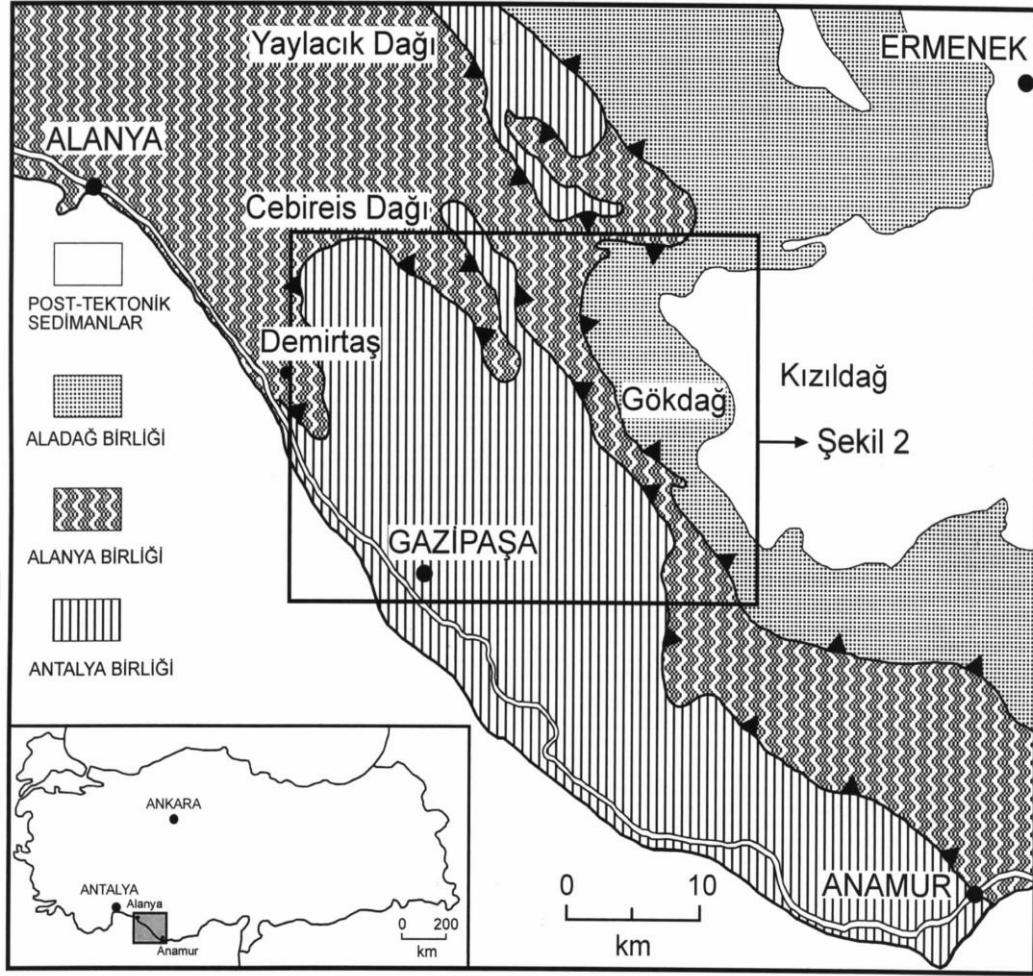 Yaylacık Dağı
ERMENEK
ALANYA
Cebireis Dağı
POST-TEKTONİK
SEDİMANLAR
Demirtaş
Kızıldağ
Gökdağ
Şekil 2
ALADAĞ BİRLİĞİ
GAZİPAŞA
ALANYA BİRLİĞİ
ANTALYA BİRLİĞİ
ANKARA
ANTALYA
Alanya
Anamur
0 200
km
0 10
km
ANAMUR